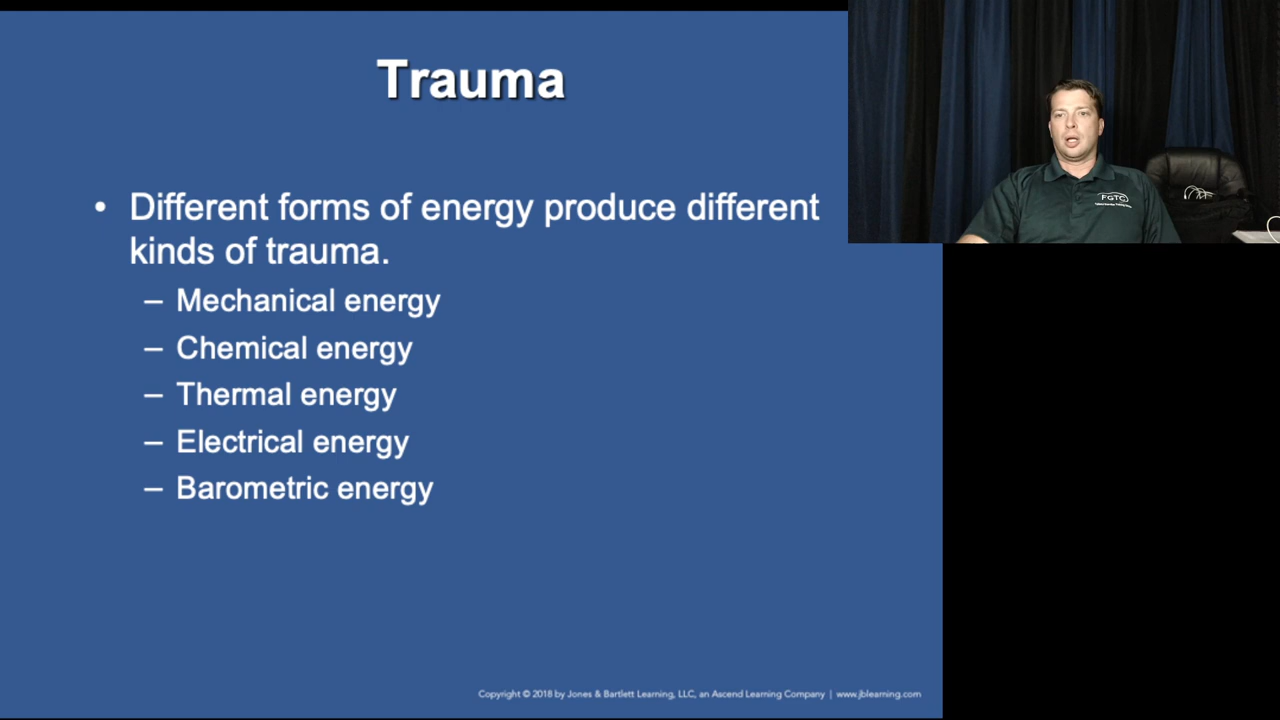 Trauma
• Different forms of energy produce different
kinds of trauma.
– Mechanical energy
– Chemical energy
– Thermal energy
– Electrical energy
– Barometric energy
Copyright © 2018 by Jones & Bartlett Learning, LLC, an Ascend Learning Company | www.jblearning.com
FGTC